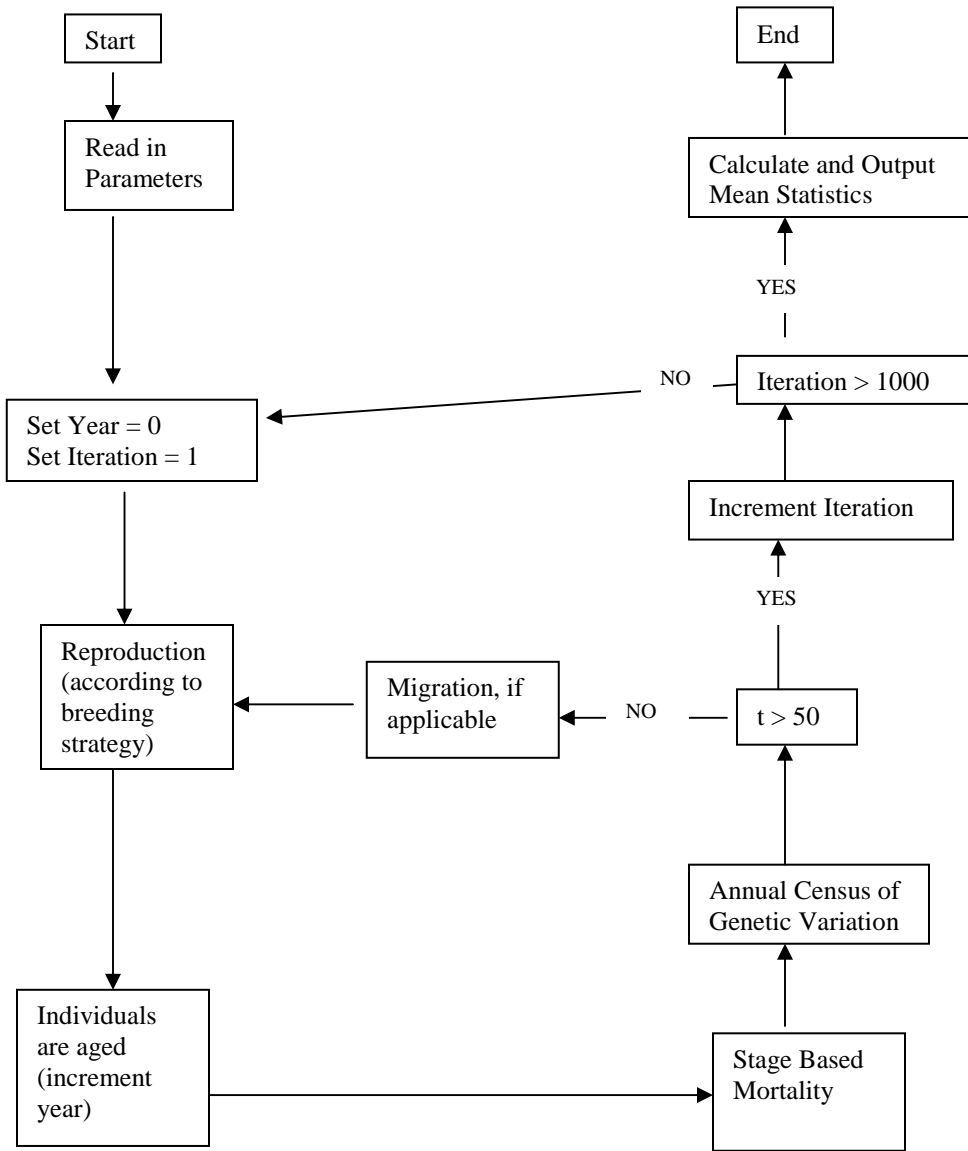 Start
Read in
Parameters
Set Year = 0
Set Iteration = 1
Reproduction
(according to
breeding
strategy)
Individuals
are aged
(increment
year)
Stage Based
Mortality
Annual Census of
Genetic Variation
t > 50
NO
Migration, if
applicable
YES
Increment Iteration
Iteration > 1000
NO
YES
Calculate and Output
Mean Statistics
End